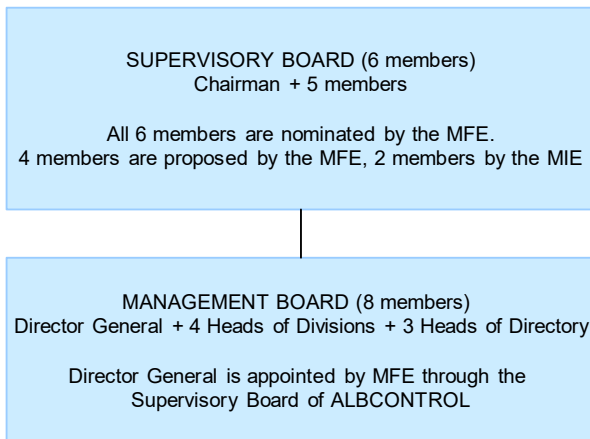 SUPERVISORY BOARD (6 members)
Chairman + 5 members
All 6 members are nominated by the MFE.
4 members are proposed by the MFE, 2 members by the MIE
MANAGEMENT BOARD (8 members)
Director General + 4 Heads of Divisions + 3 Heads of Directory
Director General is appointed by MFE through the
Supervisory Board of ALBCONTROL